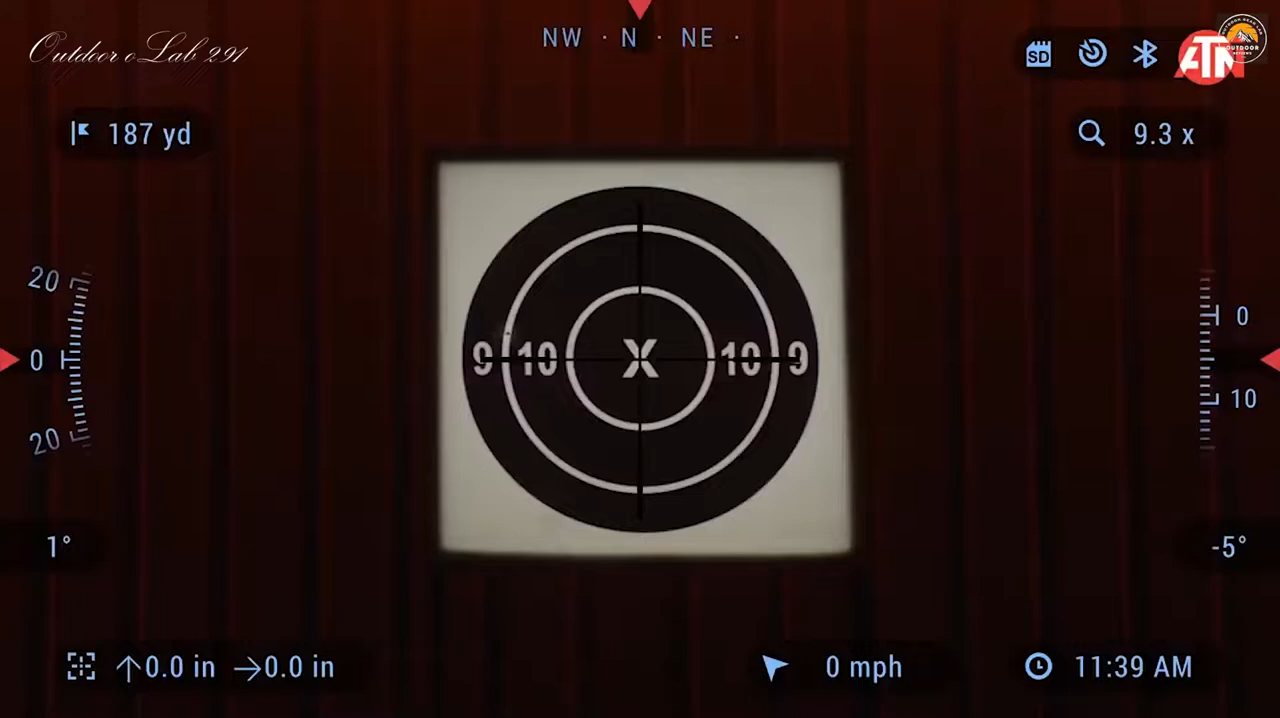 Outdoor o Lab 291
NW · N · NE ·
SD
ATN
OUTDOOR
187 yd
9.3 x
20
0
20
0
10
9 10 X 10 9
1°
-5°
↑0.0 in →0.0 in
0 mph
11:39 AM